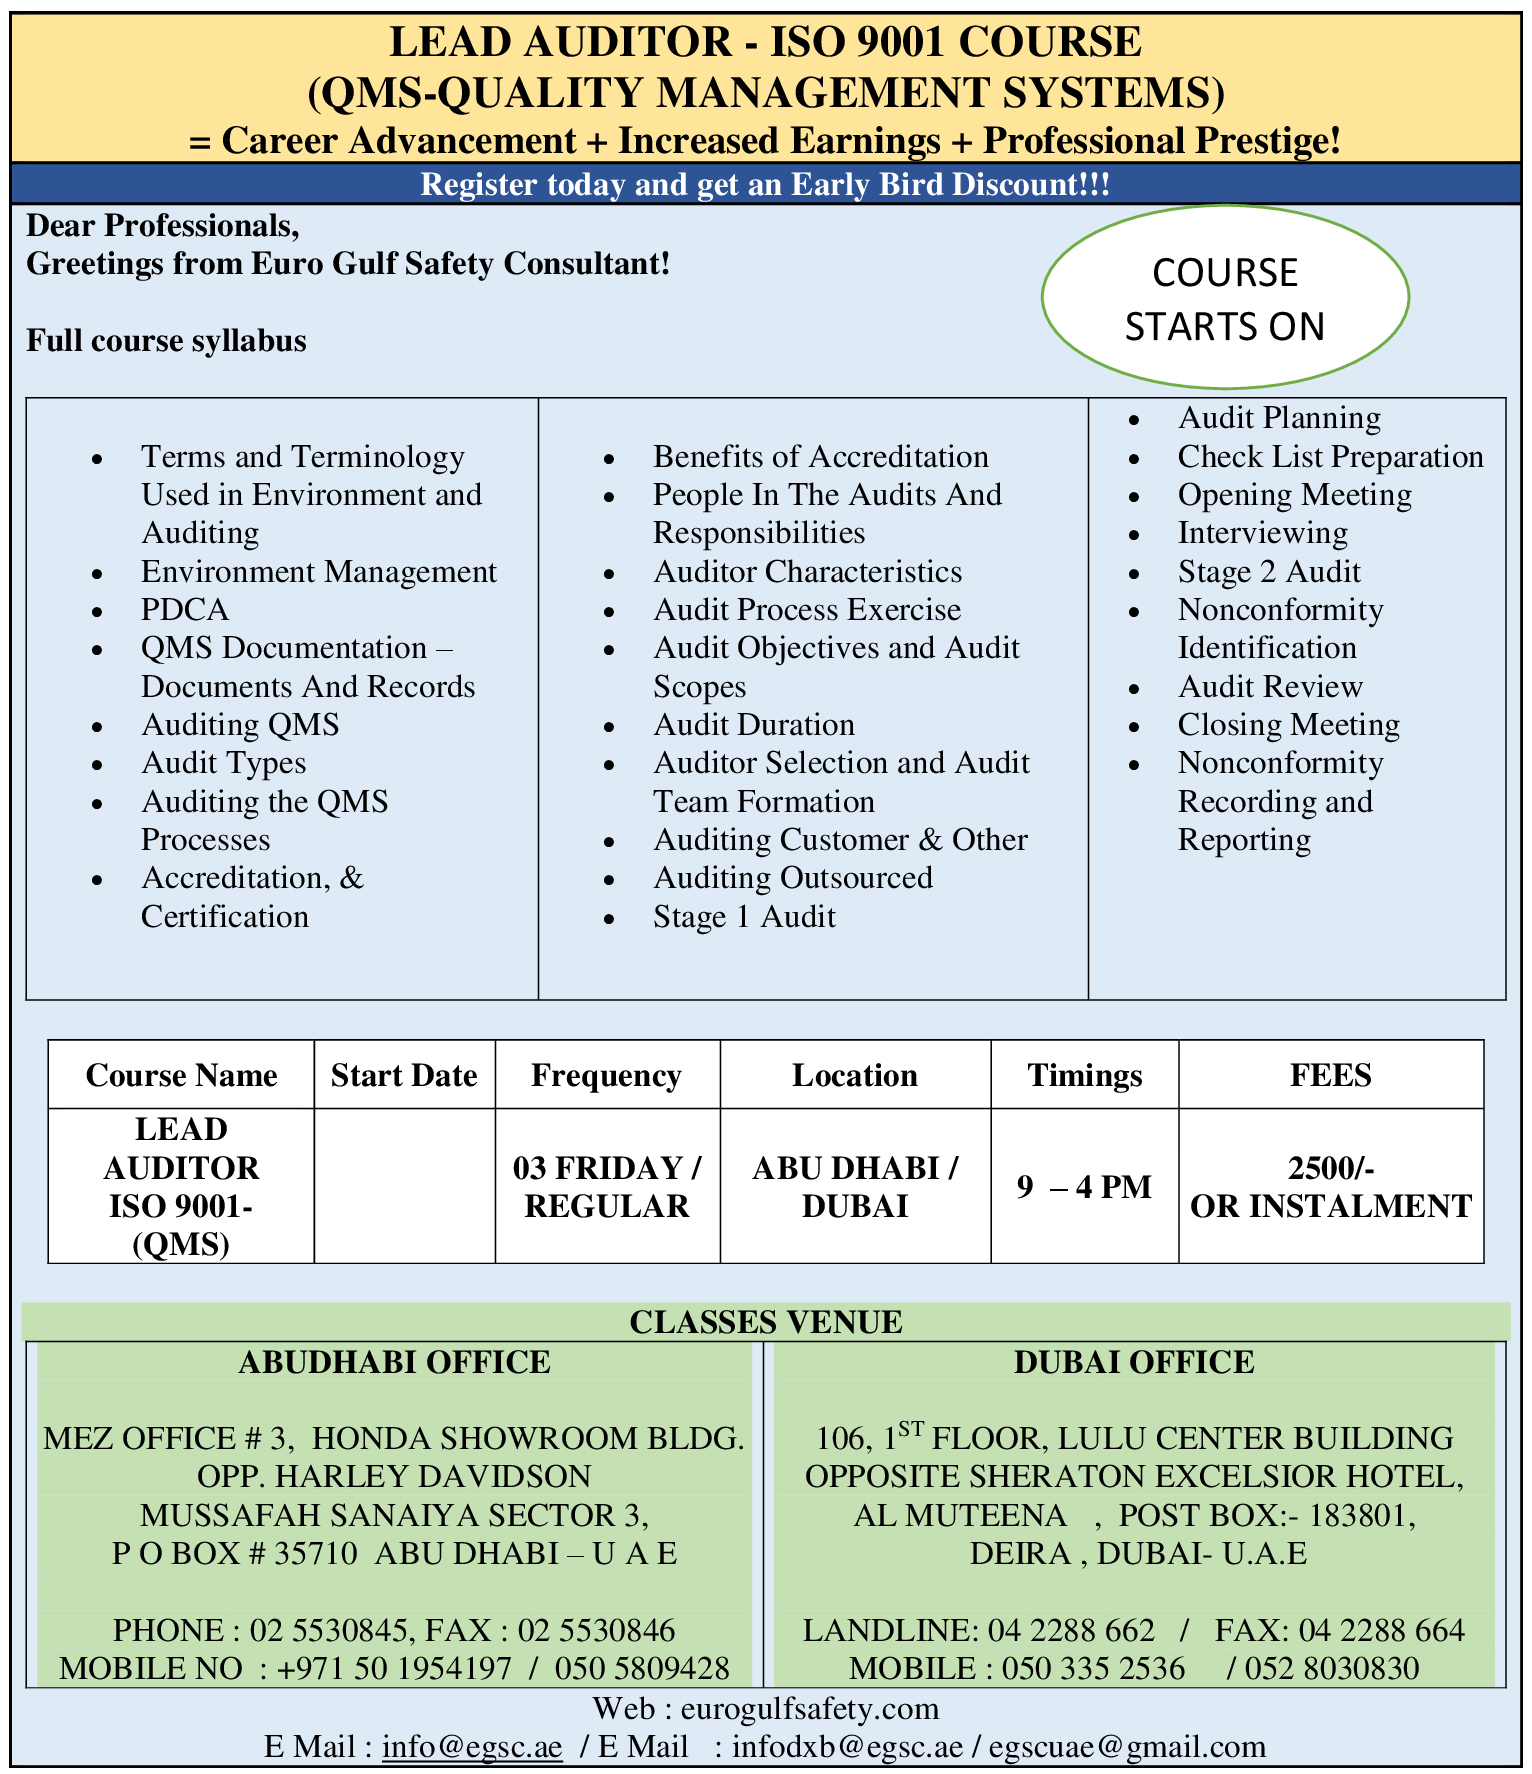 LEAD AUDITOR - ISO 9001 COURSE
(QMS-QUALITY MANAGEMENT SYSTEMS)
= Career Advancement + Increased Earnings + Professional Prestige!
Register today and get an Early Bird Discount!!!
Dear Professionals,
Greetings from Euro Gulf Safety Consultant!
COURSE
STARTS ON
Full course syllabus
• Terms and Terminology
Used in Environment and
Auditing
• Environment Management
• PDCA
• QMS Documentation –
Documents And Records
• Auditing QMS
• Audit Types
• Auditing the QMS
Processes
• Accreditation, &
Certification
• Benefits of Accreditation
• People In The Audits And
Responsibilities
• Auditor Characteristics
• Audit Process Exercise
• Audit Objectives and Audit
Scopes
• Audit Duration
• Auditor Selection and Audit
Team Formation
• Auditing Customer & Other
• Auditing Outsourced
• Stage 1 Audit
• Audit Planning
• Check List Preparation
• Opening Meeting
• Interviewing
• Stage 2 Audit
• Nonconformity
Identification
• Audit Review
• Closing Meeting
• Nonconformity
Recording and
Reporting
Course Name Start Date Frequency Location Timings FEES
LEAD
AUDITOR
ISO 9001-
(QMS)
03 FRIDAY /
REGULAR
ABU DHABI /
DUBAI
9 – 4 PM
2500/-
OR INSTALMENT
CLASSES VENUE
ABUDHABI OFFICE
MEZ OFFICE # 3, HONDA SHOWROOM BLDG.
OPP. HARLEY DAVIDSON
MUSSAFAH SANAIYA SECTOR 3,
P O BOX # 35710 ABU DHABI – U A E
PHONE : 02 5530845, FAX : 02 5530846
MOBILE NO : +971 50 1954197 / 050 5809428
DUBAI OFFICE
106, 1ST FLOOR, LULU CENTER BUILDING
OPPOSITE SHERATON EXCELSIOR HOTEL,
AL MUTEENA , POST BOX:- 183801,
DEIRA , DUBAI- U.A.E
LANDLINE: 04 2288 662 / FAX: 04 2288 664
MOBILE : 050 335 2536 / 052 8030830
Web : eurogulfsafety.com
E Mail : info@egsc.ae / E Mail : infodxb@egsc.ae / egscuae@gmail.com